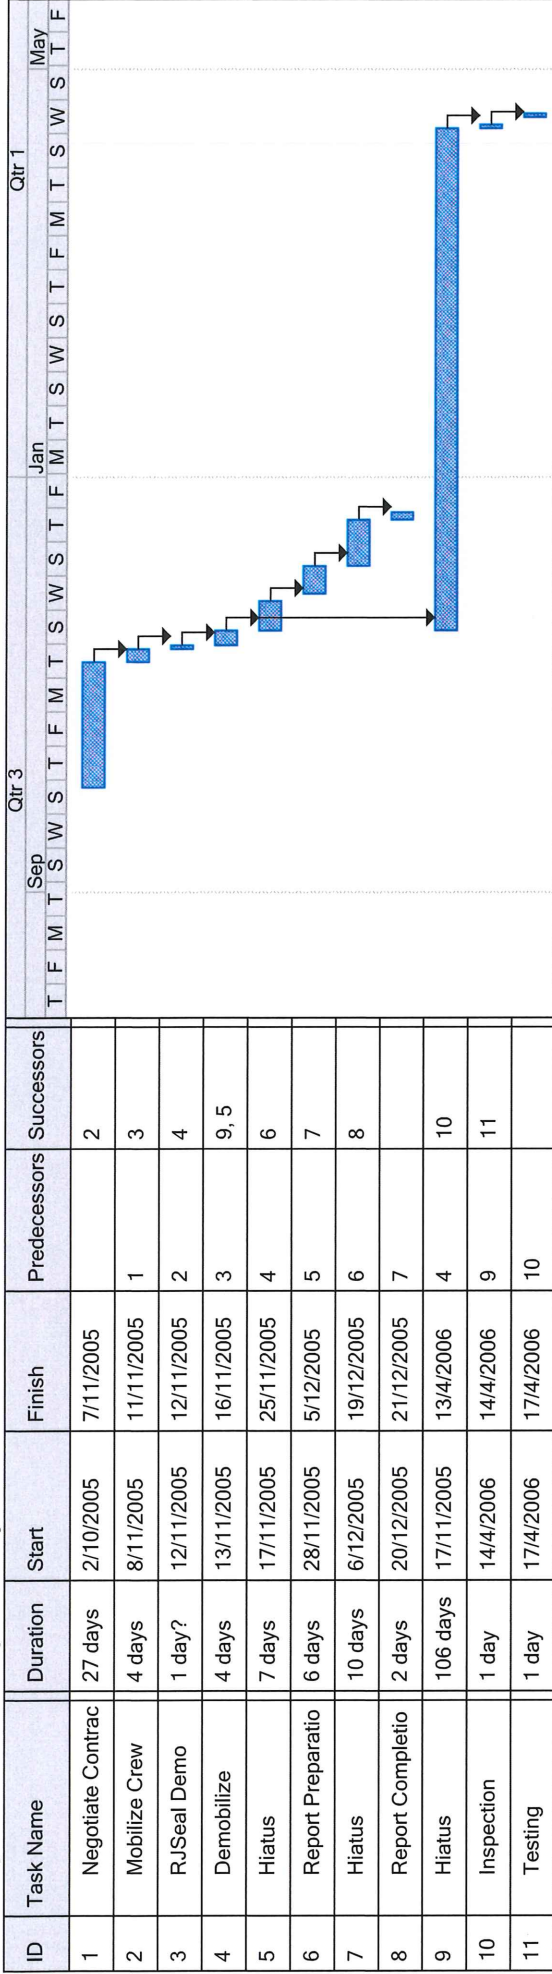 ID Task Name Duration Start Finish Predecessors Successors
Qtr 3 Qtr 1
Sep Jan May
T F M T S W S T F M T S W S T F M T S W S T F M T S W S T F
1 Negotiate Contrac 27 days 2/10/2005 7/11/2005 2
2 Mobilize Crew 4 days 8/11/2005 11/11/2005 1 3
3 RJSeal Demo 1 day? 12/11/2005 12/11/2005 2 4
4 Demobilize 4 days 13/11/2005 16/11/2005 3 9, 5
5 Hiatus 7 days 17/11/2005 25/11/2005 4 6
6 Report Preparatio 6 days 28/11/2005 5/12/2005 5 7
7 Hiatus 10 days 6/12/2005 19/12/2005 6 8
8 Report Completio 2 days 20/12/2005 21/12/2005 7
9 Hiatus 106 days 17/11/2005 13/4/2006 4 10
10 Inspection 1 day 14/4/2006 14/4/2006 9 11
11 Testing 1 day 17/4/2006 17/4/2006 10